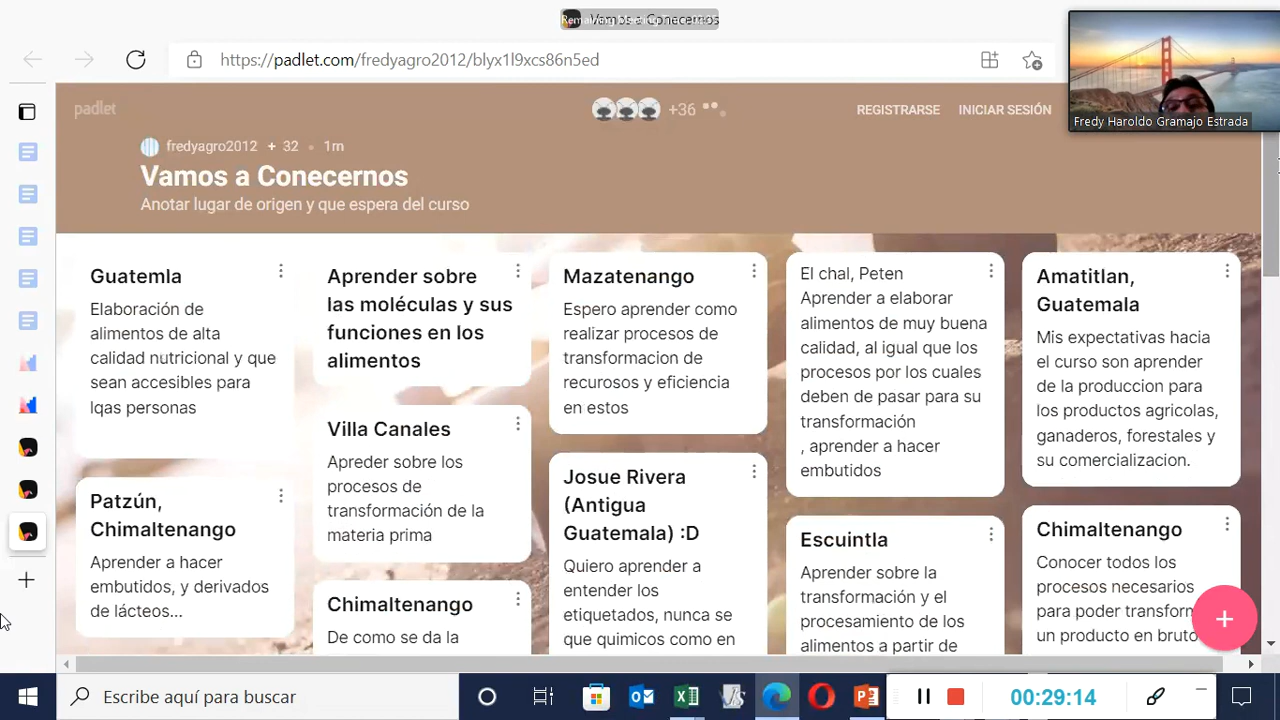 Vamos a Conecernos
https://padlet.com/fredyagro2012/blyx1l9xcs86n5ed
Fredy Haroldo Gramajo Estrada
padlet
+36
REGISTRARSE
INICIAR SESIÓN
fredyagro2012 + 32 • 1m
Vamos a Conecernos
Anotar lugar de origen y que espera del curso
Guatemla
Elaboración de
alimentos de alta
calidad nutricional y que
sean accesibles para
lqas personas
Patzún,
Chimaltenango
Aprender a hacer
embutidos, y derivados
de lácteos...
Aprender sobre
las moléculas y sus
funciones en los
alimentos
Villa Canales
Apreder sobre los
procesos de
transformación de la
materia prima
Chimaltenango
De como se da la
Mazatenango
Espero aprender como
realizar procesos de
transformacion de
recurosos y eficiencia
en estos
Josue Rivera
(Antigua
Guatemala) :D
Quiero aprender a
entender los
etiquetados, nunca se
que quimicos como en
El chal, Peten
Aprender a elaborar
alimentos de muy buena
calidad, al igual que los
procesos por los cuales
deben de pasar para su
transformación
, aprender a hacer
embutidos
Escuintla
Aprender sobre la
transformación y el
procesamiento de los
alimentos a partir de
Amatitlan,
Guatemala
Mis expectativas hacia
el curso son aprender
de la produccion para
los productos agricolas,
ganaderos, forestales y
su comercializacion.
Chimaltenango
Conocer todos los
procesos necesarios
para poder transform
un producto en bruto
Escribe aquí para buscar
00:29:14